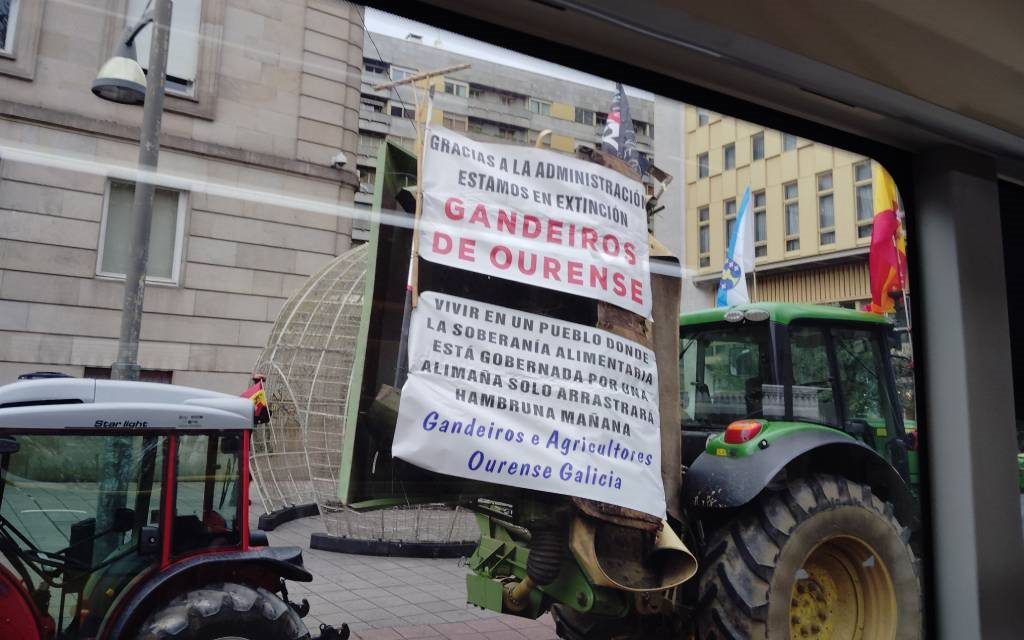 GRACIAS A LA ADMINISTRACIÓN
ESTAMOS EN EXTINCIÓN
GANDEIROS
DE OURENSE
VIVIR EN UN PUEBLO DONDE
LA SOBERANÍA ALIMENTARIA
ESTÁ GOBERNADA POR UNA
ALIMAÑA SOLO ARRASTRARÁ
HAMBRUNA MAÑANA
Gandeiros e Agricultores
Ourense Galicia
Star light